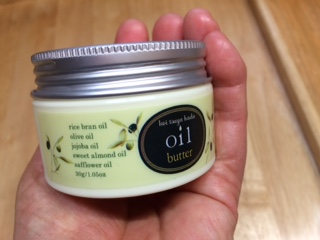 rice bran oil
olive oil
jojoba oil
sweet almond oil
safflower oil
30g/1.05oz
oil
butter